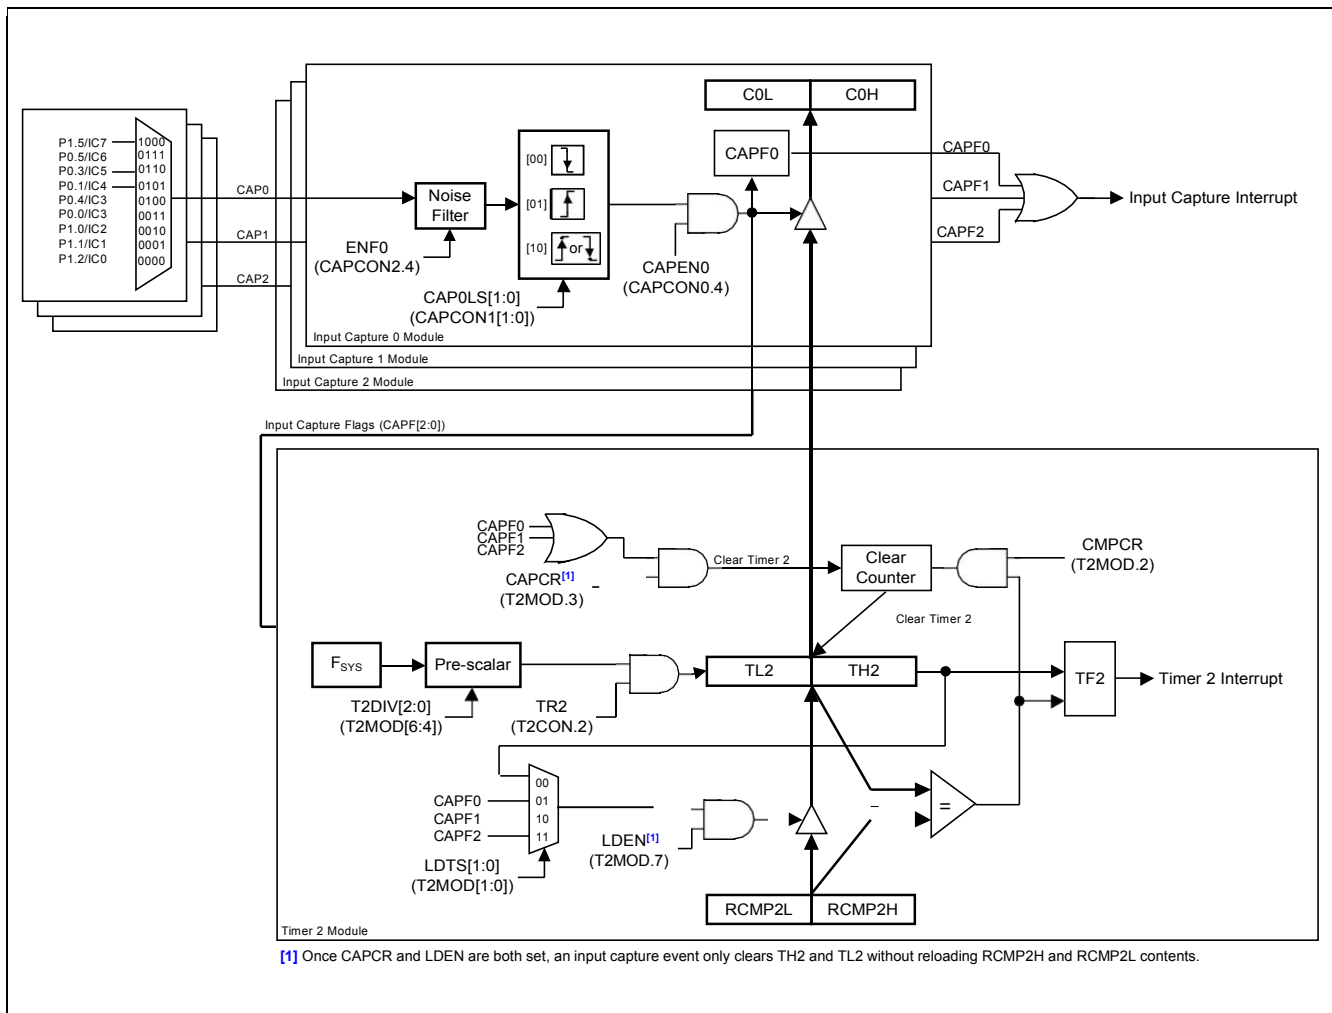 C0L C0H
P1.5/IC7 1000
P0.5/IC6 0111
P0.3/IC5 0110
P0.1/IC4 0101
P0.4/IC3 0100
P0.0/IC3 0011
P1.0/IC2 0010
P1.1/IC1 0001
P1.2/IC0 0000
CAP0
CAP1
CAP2
Noise
Filter
ENF0
(CAPCON2.4)
[00]
[01]
[10] or
CAP0LS[1:0]
(CAPCON1[1:0])
CAPF0
CAPEN0
(CAPCON0.4)
CAPF0
CAPF1
CAPF2
Input Capture Interrupt
Input Capture 0 Module
Input Capture 1 Module
Input Capture 2 Module
Input Capture Flags (CAPF[2:0])
CAPF0
CAPF1
CAPF2
CAPCR[1]
(T2MOD.3)
Clear Timer 2
Clear
Counter
CMPCR
(T2MOD.2)
Clear Timer 2
FSYS
Pre-scalar
T2DIV[2:0]
(T2MOD[6:4])
TR2
(T2CON.2)
TL2 TH2
TF2
Timer 2 Interrupt
00
CAPF0 01
CAPF1 10
CAPF2 11
LDTS[1:0]
(T2MOD[1:0])
LDEN[1]
(T2MOD.7)
=
RCMP2L RCMP2H
Timer 2 Module
[1] Once CAPCR and LDEN are both set, an input capture event only clears TH2 and TL2 without reloading RCMP2H and RCMP2L contents.